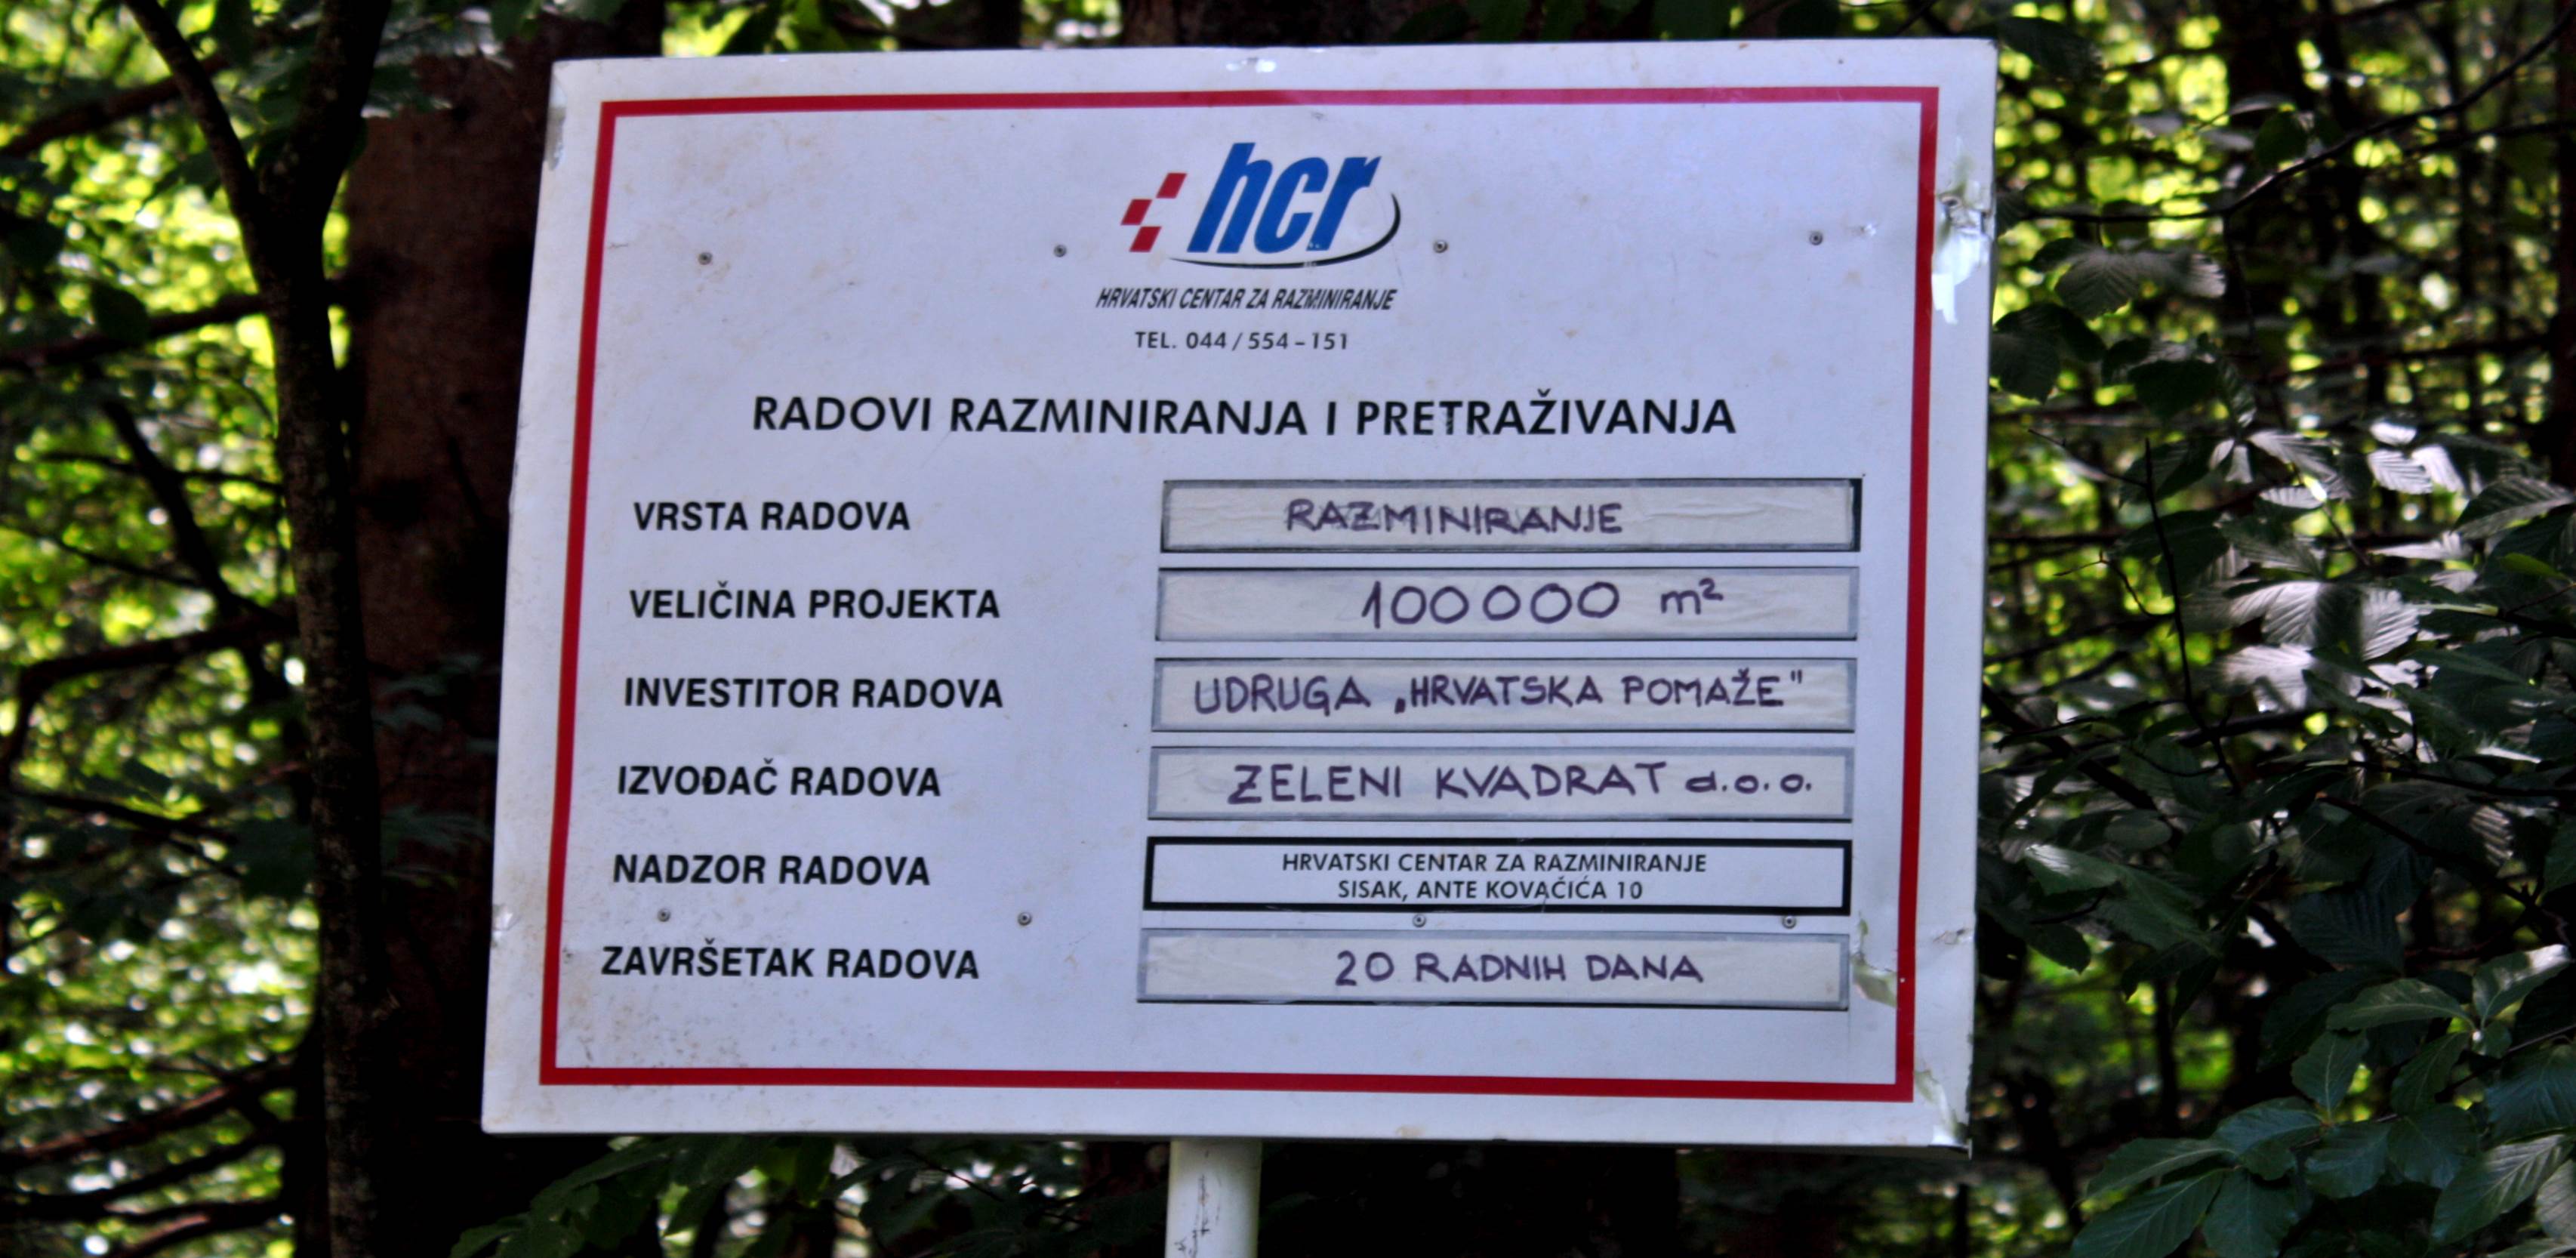 hcr
HRVATSKI CENTAR ZA RAZMINIRANJE
TEL. 044 / 554 - 151
RADOVI RAZMINIRANJA I PRETRAŽIVANJA
VRSTA RADOVA RAZMINIRANJE
VELIČINA PROJEKTA 100000 m²
INVESTITOR RADOVA UDRUGA „HRVATSKA POMAŽE"
IZVOĐAČ RADOVA ZELENI KVADRAT d.o.o.
NADZOR RADOVA HRVATSKI CENTAR ZA RAZMINIRANJE
SISAK, ANTE KOVAČIĆA 10
ZAVRŠETAK RADOVA 20 RADNIH DANA